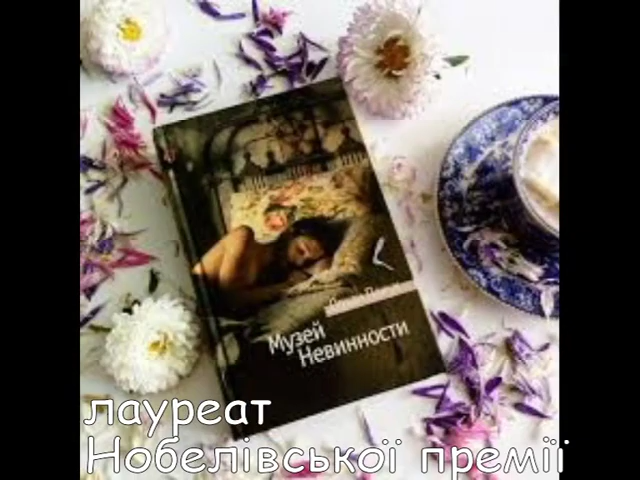 Музей
Невинности
лауреат
Нобелівської премії